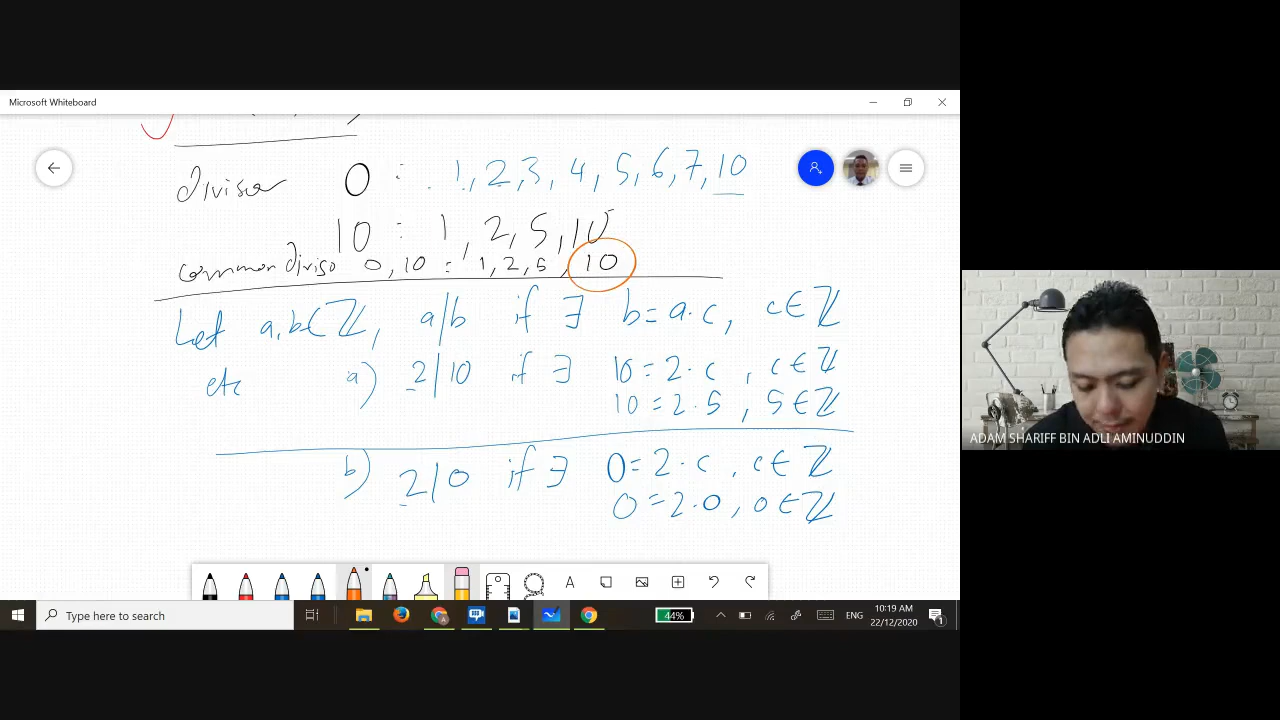 Microsoft Whiteboard
divisor 0 : 1, 2, 3, 4, 5, 6, 7, 10
10 : 1, 2, 5, 10
common diviso 0, 10 : 1, 2, 5, 10
Let a, b ∈ ℤ, a/b if ∃ b = a·c, c ∈ ℤ
etc a) 2/10 if ∃ 10 = 2·c, c ∈ ℤ
10 = 2·5, 5 ∈ ℤ
b) 2/0 if ∃ 0 = 2·c, c ∈ ℤ
0 = 2·0, 0 ∈ ℤ
ADAM SHARIFF BIN ADLI AMINUDDIN
A
Type here to search
44%
ENG
10:19 AM
22/12/2020
1